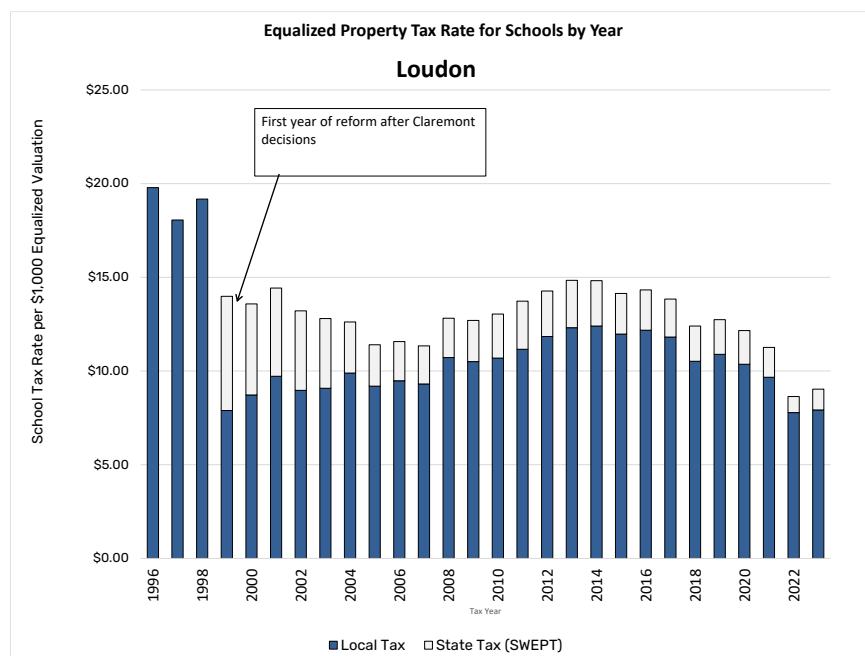 Equalized Property Tax Rate for Schools by Year
Loudon
School Tax Rate per $1,000 Equalized Valuation
$25.00
$20.00
$15.00
$10.00
$5.00
$0.00
First year of reform after Claremont
decisions
1996
1998
2000
2002
2004
2006
2008
2010
2012
2014
2016
2018
2020
2022
Tax Year
Local Tax
State Tax (SWEPT)